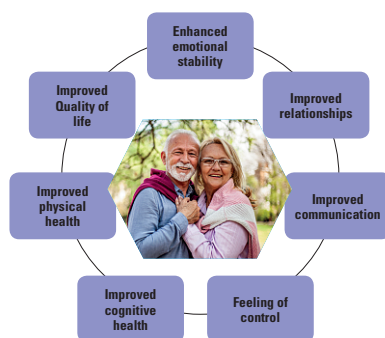 Enhanced
emotional
stability
Improved
relationships
Improved
communication
Feeling of
control
Improved
cognitive
health
Improved
physical
health
Improved
Quality of
life